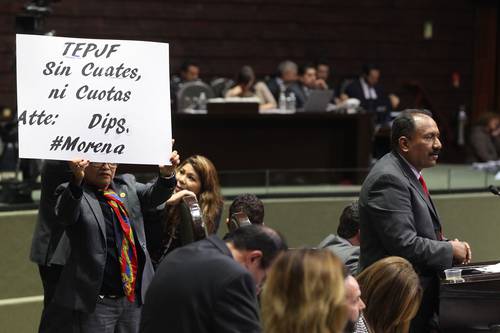 TEPJF
Sin Cuates,
ni Cuotas
Atte: Dips.
#Morena